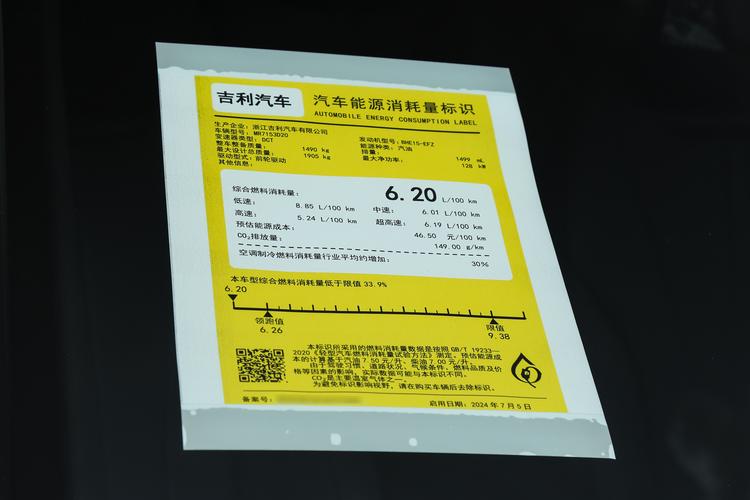 吉利汽车 汽车能源消耗量标识
AUTOMOBILE ENERGY CONSUMPTION LABEL
生产企业: 浙江吉利汽车有限公司
车辆型号: MR7153D20 发动机型号: BHE15-EFZ
变速器类型: DCT 能源种类: 汽油
整车整备质量: 1490 kg 排量: 1499 mL
最大设计总质量: 1905 kg 最大净功率: 128 kW
驱动型式: 前轮驱动
其他信息:
综合燃料消耗量: 6.20 L/100 km
低速: 8.85 L/100 km 中速: 6.01 L/100 km
高速: 5.24 L/100 km 超高速: 6.19 L/100 km
预估能源成本: 46.50 元/100 km
CO₂排放量: 149.00 g/km
空调制冷燃料消耗量行业平均约增加: 30%
本车型综合燃料消耗量低于限值 33.9%
6.20
领跑值 限值
6.26 9.38
本标识所采用的燃料消耗量数据是按照 GB/T 19233—
2020《轻型汽车燃料消耗量试验方法》测定，预估能源成
本的计算基于汽油 7.50 元/升、柴油 7.00 元/升。
由于驾驶习惯、道路状况、气候条件、燃料品质及价
格等因素的影响，实际数据可能与本标识不同。
CO₂是主要温室气体之一。
为避免标识影响视野，请在购买车辆后去除标识。
备案号: 启用日期: 2024 年 7 月 5 日